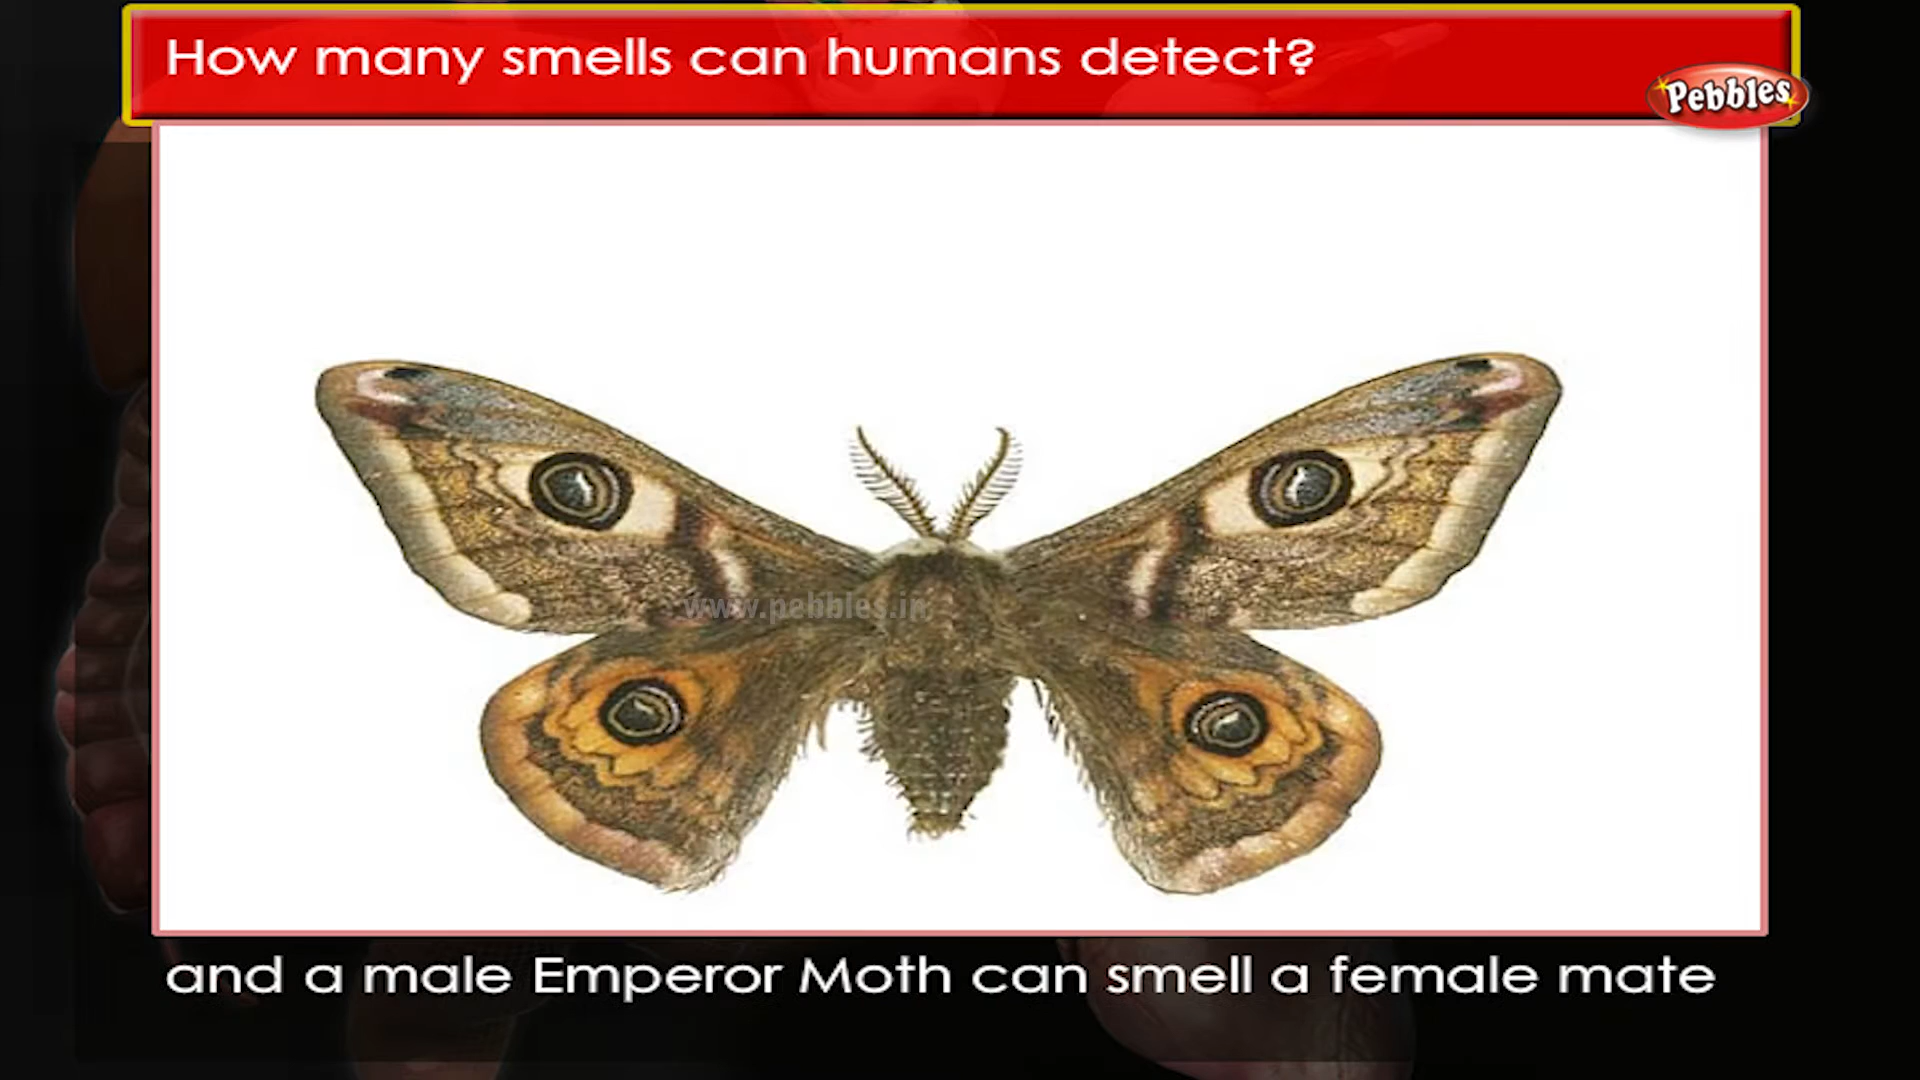 How many smells can humans detect?
Pebbles
www.pebbles.in
and a male Emperor Moth can smell a female mate